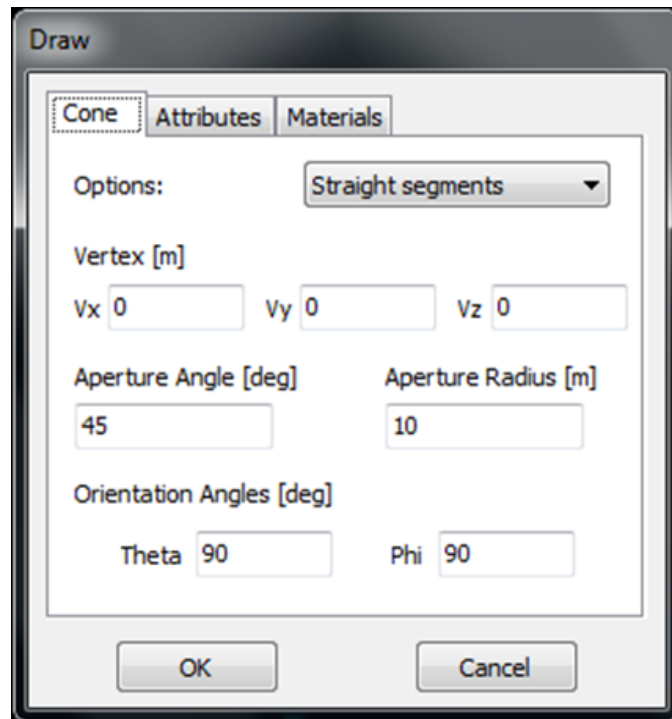 Draw
Cone Attributes Materials
Options: Straight segments
Vertex [m]
Vx 0 Vy 0 Vz 0
Aperture Angle [deg] Aperture Radius [m]
45 10
Orientation Angles [deg]
Theta 90 Phi 90
OK Cancel